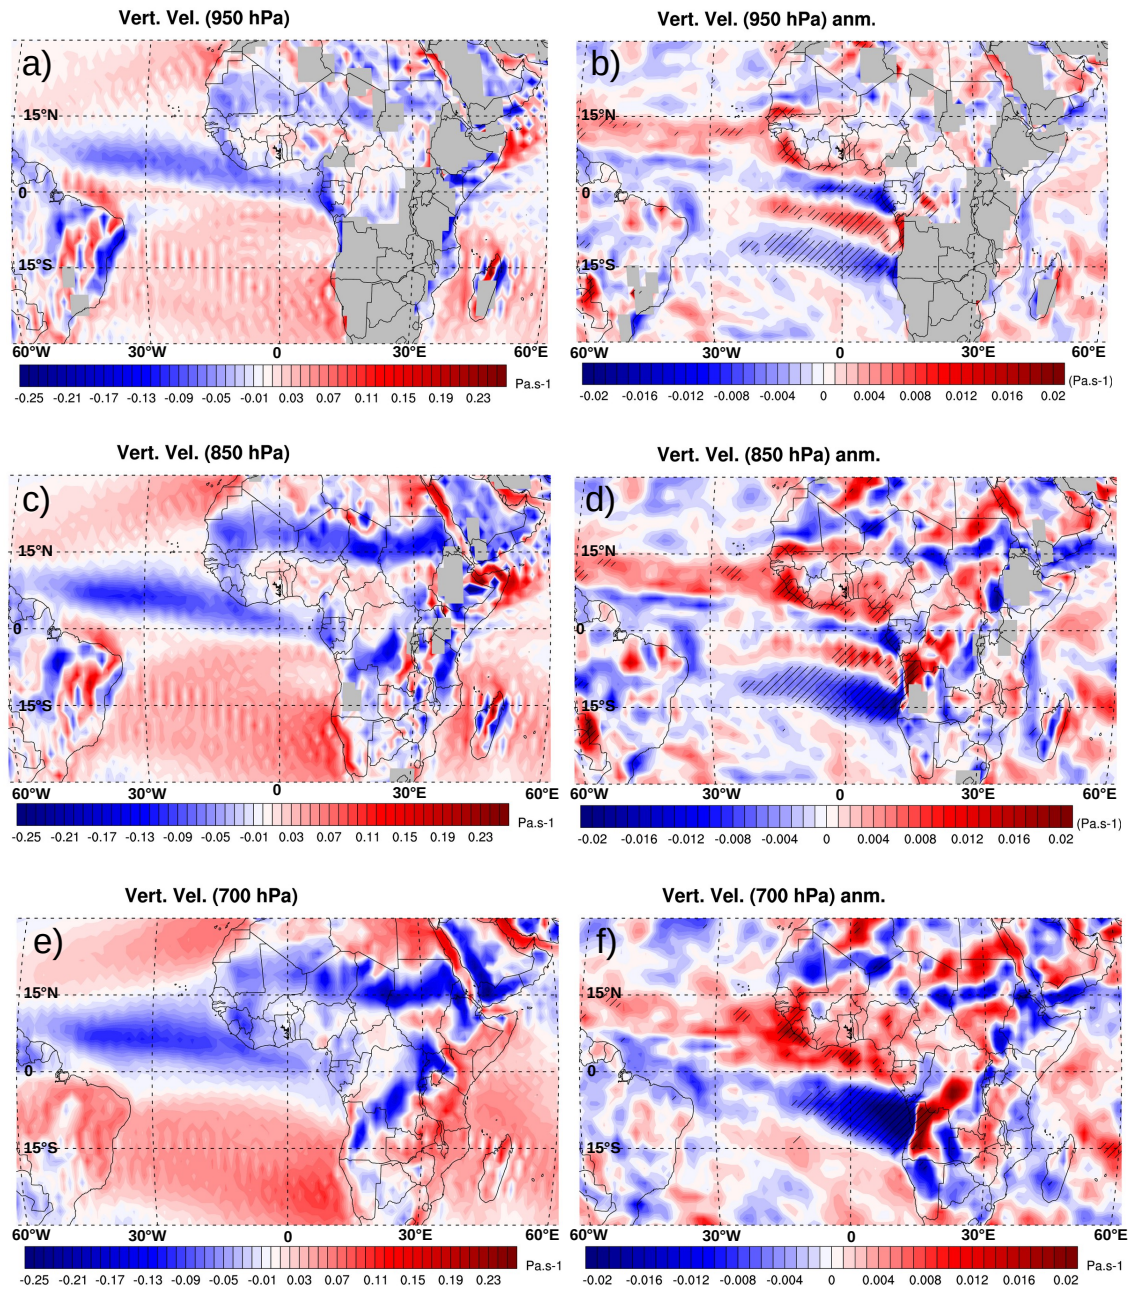 Vert. Vel. (950 hPa)
Vert. Vel. (950 hPa) anm.
a)
b)
15°N
15°N
0
0
15°S
15°S
60°W 30°W 0 30°E 60°E
60°W 30°W 0 30°E 60°E
Pa.s-1
(Pa.s-1)
-0.25 -0.21 -0.17 -0.13 -0.09 -0.05 -0.01 0.03 0.07 0.11 0.15 0.19 0.23
-0.02 -0.016 -0.012 -0.008 -0.004 0 0.004 0.008 0.012 0.016 0.02
Vert. Vel. (850 hPa)
Vert. Vel. (850 hPa) anm.
c)
d)
15°N
15°N
0
0
15°S
15°S
60°W 30°W 0 30°E 60°E
60°W 30°W 0 30°E 60°E
Pa.s-1
(Pa.s-1)
-0.25 -0.21 -0.17 -0.13 -0.09 -0.05 -0.01 0.03 0.07 0.11 0.15 0.19 0.23
-0.02 -0.016 -0.012 -0.008 -0.004 0 0.004 0.008 0.012 0.016 0.02
Vert. Vel. (700 hPa)
Vert. Vel. (700 hPa) anm.
e)
f)
15°N
15°N
0
0
15°S
15°S
60°W 30°W 0 30°E 60°E
60°W 30°W 0 30°E 60°E
-0.25 -0.21 -0.17 -0.13 -0.09 -0.05 -0.01 0.03 0.07 0.11 0.15 0.19 0.23 Pa.s-1
-0.02 -0.016 -0.012 -0.008 -0.004 0 0.004 0.008 0.012 0.016 0.02 Pa.s-1